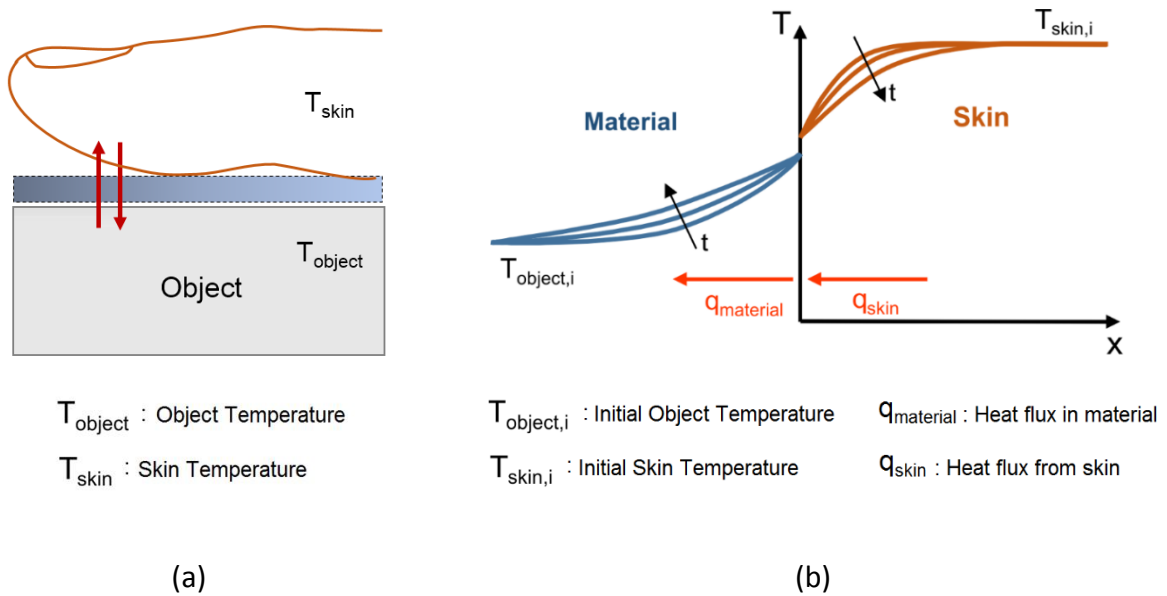 T_skin
T_object
Object
T
T_skin,i
t
Material
Skin
t
T_object,i
q_material
q_skin
x
T_object : Object Temperature
T_skin : Skin Temperature
T_object,i : Initial Object Temperature
T_skin,i : Initial Skin Temperature
q_material : Heat flux in material
q_skin : Heat flux from skin
(a)
(b)